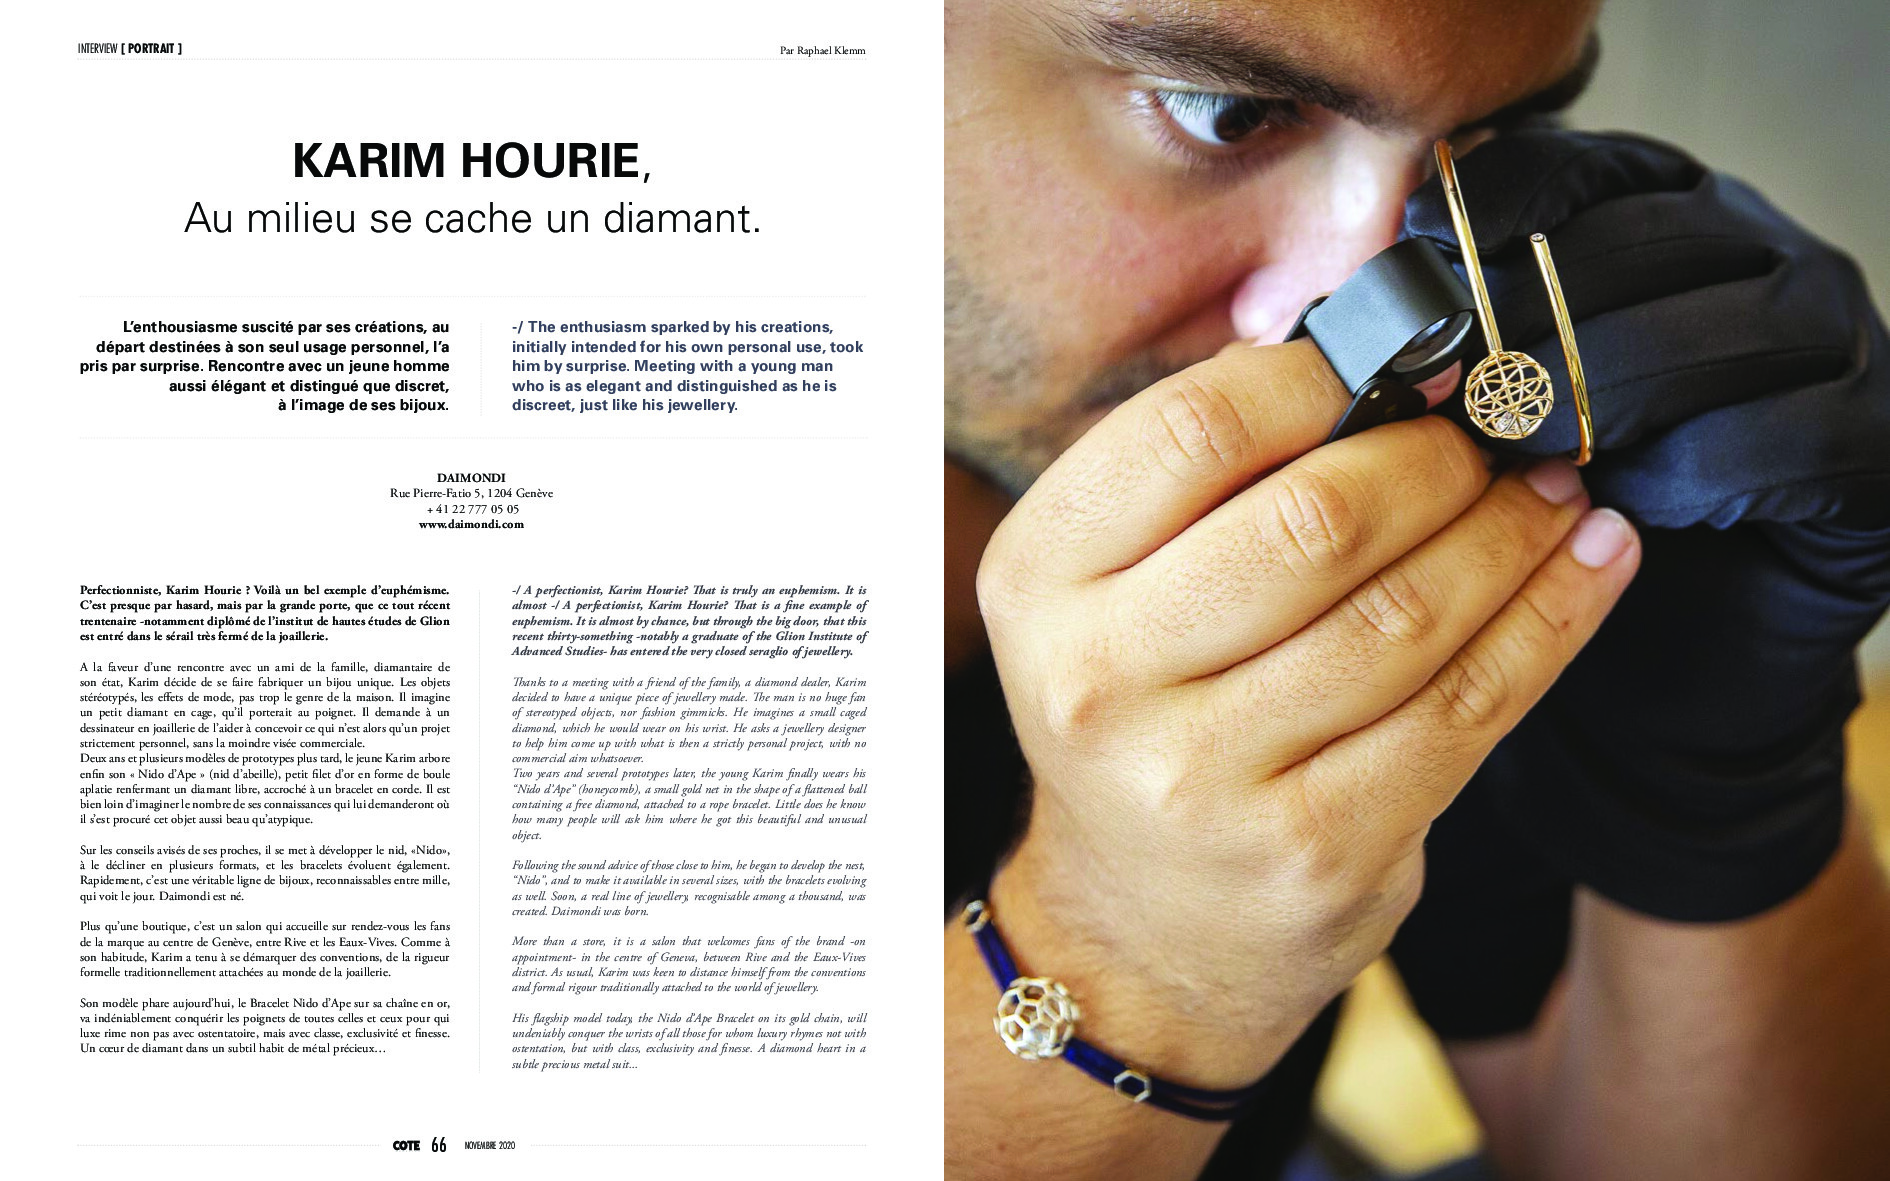 INTERVIEW [ PORTRAIT ]
Par Raphael Klemm
KARIM HOURIE,
Au milieu se cache un diamant.
L'enthousiasme suscité par ses créations, au
départ destinées à son seul usage personnel, l'a
pris par surprise. Rencontre avec un jeune homme
aussi élégant et distingué que discret,
à l'image de ses bijoux.
-/ The enthusiasm sparked by his creations,
initially intended for his own personal use, took
him by surprise. Meeting with a young man
who is as elegant and distinguished as he is
discreet, just like his jewellery.
DAIMONDI
Rue Pierre-Fatio 5, 1204 Genève
+ 41 22 777 05 05
www.daimondi.com
Perfectionniste, Karim Hourie ? Voilà un bel exemple d'euphémisme.
C'est presque par hasard, mais par la grande porte, que ce tout récent
trentenaire -notamment diplômé de l'institut de hautes études de Glion
est entré dans le sérail très fermé de la joaillerie.
A la faveur d'une rencontre avec un ami de la famille, diamantaire de
son état, Karim décide de se faire fabriquer un bijou unique. Les objets
stéréotypés, les effets de mode, pas trop le genre de la maison. Il imagine
un petit diamant en cage, qu'il porterait au poignet. Il demande à un
dessinateur en joaillerie de l'aider à concevoir ce qui n'est alors qu'un projet
strictement personnel, sans la moindre visée commerciale.
Deux ans et plusieurs modèles de prototypes plus tard, le jeune Karim arbore
enfin son « Nido d'Ape » (nid d'abeille), petit filet d'or en forme de boule
aplatie renfermant un diamant libre, accroché à un bracelet en corde. Il est
bien loin d'imaginer le nombre de ses connaissances qui lui demanderont où
il s'est procuré cet objet aussi beau qu'atypique.
Sur les conseils avisés de ses proches, il se met à développer le nid, «Nido»,
à le décliner en plusieurs formats, et les bracelets évoluent également.
Rapidement, c'est une véritable ligne de bijoux, reconnaissables entre mille,
qui voit le jour. Daimondi est né.
Plus qu'une boutique, c'est un salon qui accueille sur rendez-vous les fans
de la marque au centre de Genève, entre Rive et les Eaux-Vives. Comme à
son habitude, Karim a tenu à se démarquer des conventions, de la rigueur
formelle traditionnellement attachées au monde de la joaillerie.
Son modèle phare aujourd'hui, le Bracelet Nido d'Ape sur sa chaîne en or,
va indéniablement conquérir les poignets de toutes celles et ceux pour qui
luxe rime non pas avec ostentatoire, mais avec classe, exclusivité et finesse.
Un cœur de diamant dans un subtil habit de métal précieux…
-/ A perfectionist, Karim Hourie? That is truly an euphemism. It is
almost -/ A perfectionist, Karim Hourie? That is a fine example of
euphemism. It is almost by chance, but through the big door, that this
recent thirty-something -notably a graduate of the Glion Institute of
Advanced Studies- has entered the very closed seraglio of jewellery.
Thanks to a meeting with a friend of the family, a diamond dealer, Karim
decided to have a unique piece of jewellery made. The man is no huge fan
of stereotyped objects, nor fashion gimmicks. He imagines a small caged
diamond, which he would wear on his wrist. He asks a jewellery designer
to help him come up with what is then a strictly personal project, with no
commercial aim whatsoever.
Two years and several prototypes later, the young Karim finally wears his
"Nido d'Ape" (honeycomb), a small gold net in the shape of a flattened ball
containing a free diamond, attached to a rope bracelet. Little does he know
how many people will ask him where he got this beautiful and unusual
object.
Following the sound advice of those close to him, he began to develop the nest,
"Nido", and to make it available in several sizes, with the bracelets evolving
as well. Soon, a real line of jewellery, recognisable among a thousand, was
created. Daimondi was born.
More than a store, it is a salon that welcomes fans of the brand -on
appointment- in the centre of Geneva, between Rive and the Eaux-Vives
district. As usual, Karim was keen to distance himself from the conventions
and formal rigour traditionally attached to the world of jewellery.
His flagship model today, the Nido d'Ape Bracelet on its gold chain, will
undeniably conquer the wrists of all those for whom luxury rhymes not with
ostentation, but with class, exclusivity and finesse. A diamond heart in a
subtle precious metal suit…
COTE 66 NOVEMBRE 2020